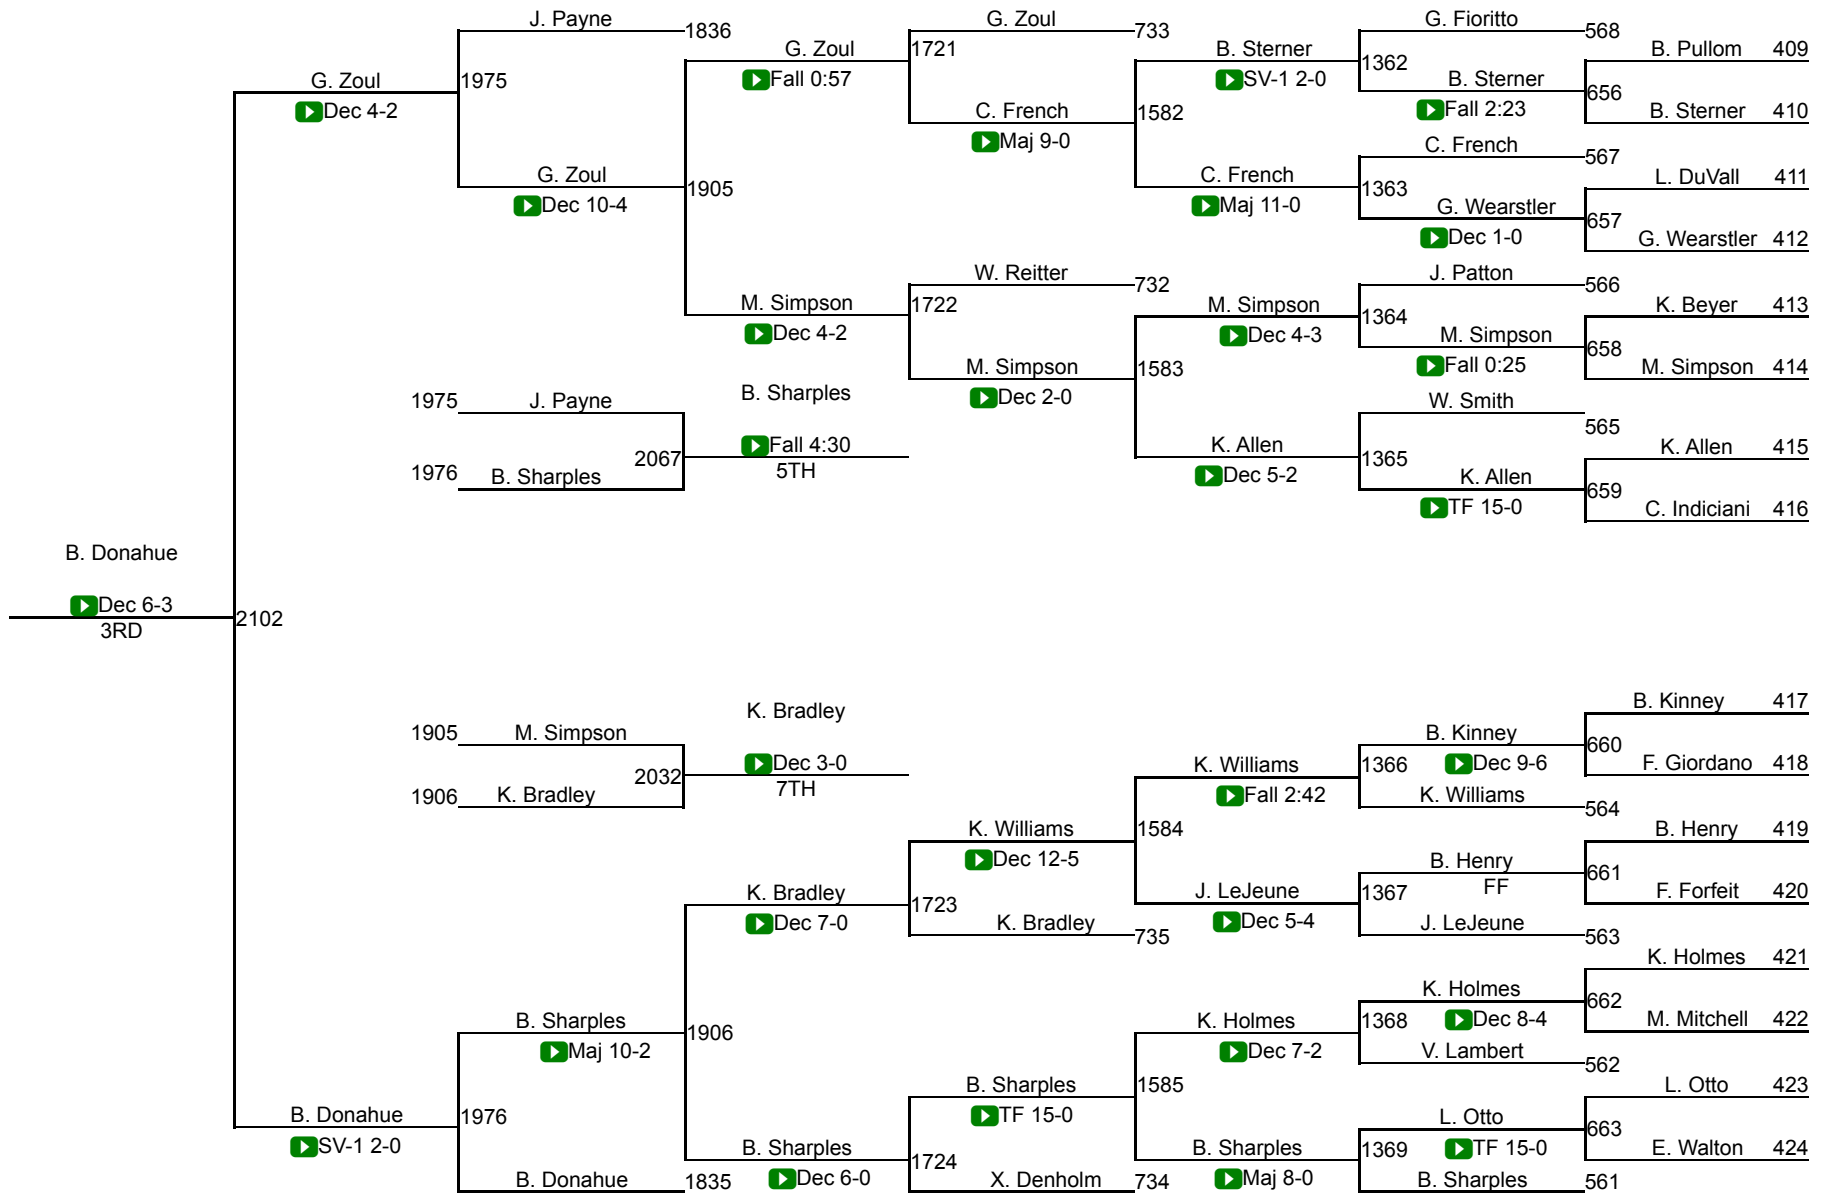 J. Payne
1836
G. Zoul
733
G. Fioritto
568
G. Zoul
1721
B. Sterner
1362
B. Pullom 409
G. Zoul
1975
Fall 0:57
SV-1 2-0
B. Sterner
656
Dec 4-2
C. French
1582
Fall 2:23
B. Sterner 410
Maj 9-0
C. French
567
G. Zoul
1905
C. French
1363
L. DuVall 411
Dec 10-4
Maj 11-0
G. Wearstler
657
Dec 1-0
G. Wearstler 412
W. Reitter
732
J. Patton
566
M. Simpson
1722
M. Simpson
1364
K. Beyer 413
Dec 4-2
Dec 4-3
M. Simpson
658
M. Simpson
1583
Fall 0:25
M. Simpson 414
B. Sharples
Dec 2-0
1975
J. Payne
W. Smith
565
Fall 4:30
K. Allen
1365
K. Allen 415
2067
5TH
Dec 5-2
K. Allen
659
1976
B. Sharples
TF 15-0
C. Indiciani 416
B. Donahue
Dec 6-3
3RD
2102
K. Bradley
B. Kinney 417
1905
M. Simpson
B. Kinney
660
Dec 3-0
K. Williams
1366
Dec 9-6
F. Giordano 418
2032
7TH
Fall 2:42
K. Williams
564
1906
K. Bradley
K. Williams
1584
B. Henry 419
Dec 12-5
B. Henry
661
K. Bradley
1723
J. LeJeune
1367
FF
F. Forfeit 420
Dec 7-0
K. Bradley
735
Dec 5-4
J. LeJeune
563
K. Holmes 421
K. Holmes
662
B. Sharples
1906
K. Holmes
1368
Dec 8-4
M. Mitchell 422
Maj 10-2
Dec 7-2
V. Lambert
562
B. Sharples
1585
L. Otto 423
B. Donahue
1976
TF 15-0
L. Otto
663
SV-1 2-0
B. Sharples
1724
B. Sharples
1369
TF 15-0
E. Walton 424
B. Donahue
1835
Dec 6-0
X. Denholm
734
Maj 8-0
B. Sharples
561